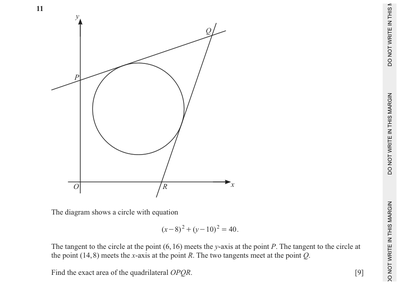 11
y
Q
P
O
R
x
The diagram shows a circle with equation
(x − 8)² + (y − 10)² = 40.
The tangent to the circle at the point (6, 16) meets the y-axis at the point P. The tangent to the circle at
the point (14, 8) meets the x-axis at the point R. The two tangents meet at the point Q.
Find the exact area of the quadrilateral OPQR. [9]
DO NOT WRITE IN THIS MARGIN
DO NOT WRITE IN THIS MARGIN